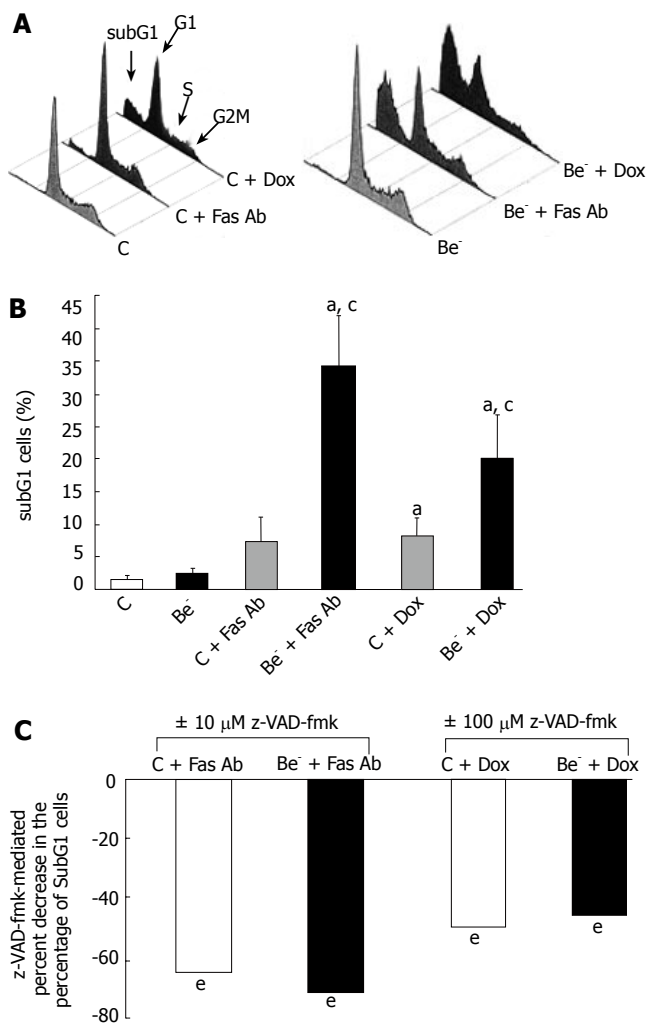 A
subG1
G1
S
G2M
C + Dox
C + Fas Ab
C
Be⁻ + Dox
Be⁻ + Fas Ab
Be⁻
B
subG1 cells (%)
45
40
35
30
25
20
15
10
5
0
a, c
a
a, c
C
Be⁻
C + Fas Ab
Be⁻ + Fas Ab
C + Dox
Be⁻ + Dox
C
± 10 μM z-VAD-fmk
± 100 μM z-VAD-fmk
C + Fas Ab
Be⁻ + Fas Ab
C + Dox
Be⁻ + Dox
z-VAD-fmk-mediated
percent decrease in the
percentage of SubG1 cells
0
-20
-40
-60
-80
e
e
e
e